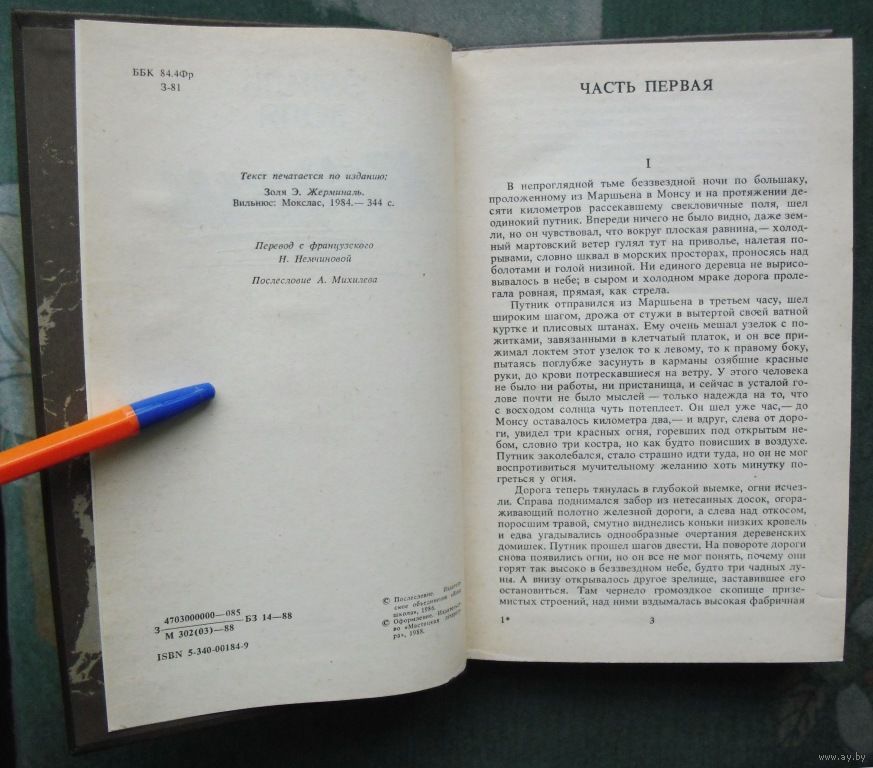 ББК 84.4Фр
З-81
Текст печатается по изданию:
Золя Э. Жерминаль.
Вильнюс: Мокслас, 1984.— 344 с.
Перевод с французского
Н. Немчиновой
Послесловие А. Михилева
З 4703000000—085 БЗ 14—88
М 302(03)—88
ISBN 5-340-00184-9
© Послесловие.
ское объединение
школа», 1986.
© Оформление.
во «Мастацкая
ра», 1988.
ЧАСТЬ ПЕРВАЯ
I
В непроглядной тьме беззвездной ночи по большаку,
проложенному из Маршьена в Монсу и на протяжении де-
сяти километров рассекавшему свекловичные поля, шел
одинокий путник. Впереди ничего не было видно, даже зем-
ли, но он чувствовал, что вокруг плоская равнина,— холод-
ный мартовский ветер гулял тут на приволье, налетая по-
рывами, словно шквал в морских просторах, проносясь над
болотами и голой низиной. Ни единого деревца не вырисо-
вывалось в небе; в сыром и холодном мраке дорога проле-
гала ровная, прямая, как стрела.
Путник отправился из Маршьена в третьем часу, шел
широким шагом, дрожа от стужи в вытертой своей ватной
куртке и плисовых штанах. Ему очень мешал узелок с по-
житками, завязанными в клетчатый платок, и он все при-
жимал локтем этот узелок то к левому, то к правому боку,
пытаясь поглубже засунуть в карманы озябшие красные
руки, до крови потрескавшиеся на ветру. У этого человека
не было ни работы, ни пристанища, и сейчас в усталой го-
лове почти не было мыслей — только надежда на то, что
с восходом солнца чуть потеплеет. Он шел уже час,— до
Монсу оставалось километра два,— и вдруг, слева от доро-
ги, увидел три красных огня, горевших под открытым не-
бом, словно три костра, но как будто повисших в воздухе.
Путник заколебался, стало страшно идти туда, но он не мог
воспротивиться мучительному желанию хоть минутку по-
греться у огня.
Дорога теперь тянулась в глубокой выемке, огни исчез-
ли. Справа поднимался забор из нетесанных досок, огора-
живающий полотно железной дороги, а слева над откосом,
поросшим травой, смутно виднелись коньки низких кровель
и едва угадывались однообразные очертания деревенских
домишек. Путник прошел шагов двести. На повороте дороги
снова появились огни, но он все не мог понять, почему они
горят так высоко в беззвездном небе, будто три чадных лу-
ны. А внизу открывалось другое зрелище, заставившее его
остановиться. Там чернело громоздкое скопище призе-
мистых строений, над ними вздымалась высокая фабричная
1*
3
www.ay.by